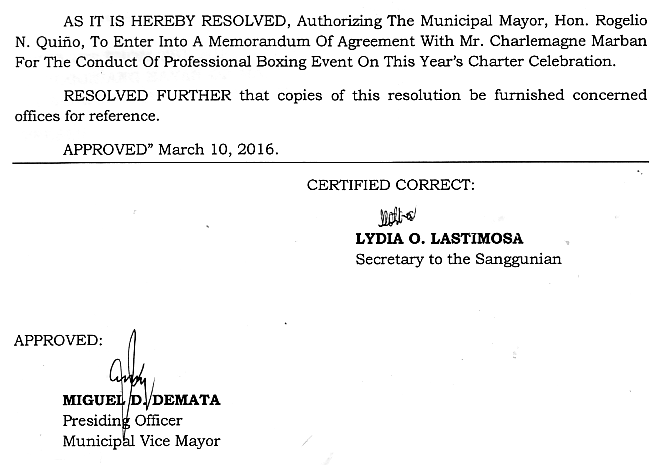 AS IT IS HEREBY RESOLVED, Authorizing The Municipal Mayor, Hon. Rogelio
N. Quiño, To Enter Into A Memorandum Of Agreement With Mr. Charlemagne Marban
For The Conduct Of Professional Boxing Event On This Year's Charter Celebration.
RESOLVED FURTHER that copies of this resolution be furnished concerned
offices for reference.
APPROVED" March 10, 2016.
CERTIFIED CORRECT:
LYDIA O. LASTIMOSA
Secretary to the Sanggunian
APPROVED:
MIGUEL D. DEMATA
Presiding Officer
Municipal Vice Mayor